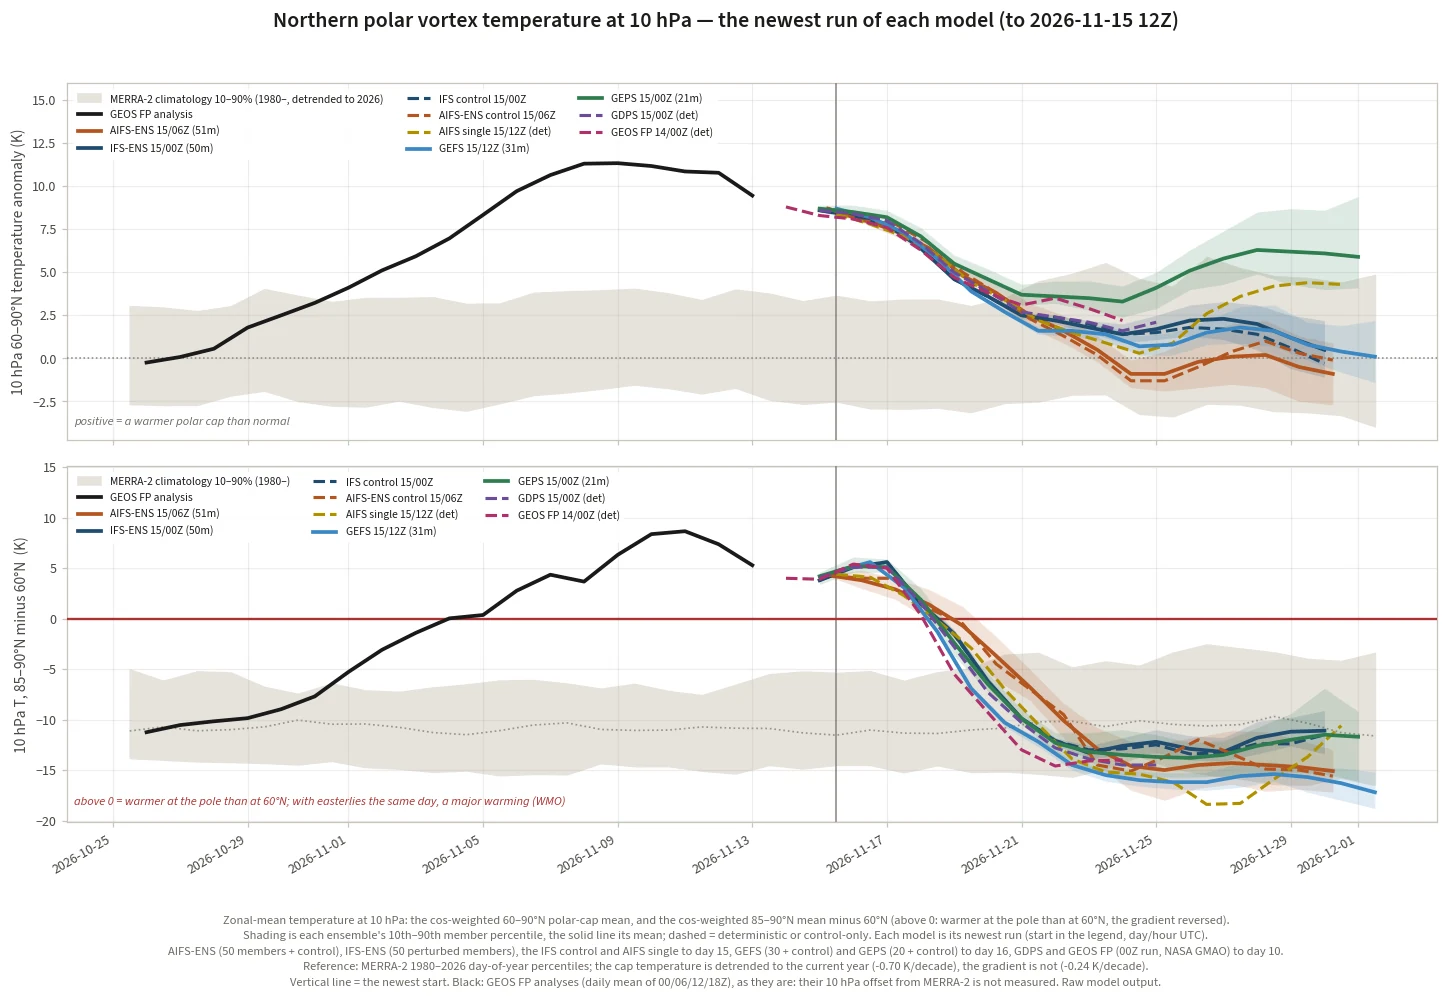 Northern polar vortex temperature at 10 hPa — the newest run of each model (to 2026-11-15 12Z)
10 hPa 60–90°N temperature anomaly (K)
15.0
12.5
10.0
7.5
5.0
2.5
0.0
−2.5
MERRA-2 climatology 10–90% (1980–, detrended to 2026)
GEOS FP analysis
AIFS-ENS 15/06Z (51m)
IFS-ENS 15/00Z (50m)
IFS control 15/00Z
AIFS-ENS control 15/06Z
AIFS single 15/12Z (det)
GEFS 15/12Z (31m)
GEPS 15/00Z (21m)
GDPS 15/00Z (det)
GEOS FP 14/00Z (det)
positive = a warmer polar cap than normal
10 hPa T, 85–90°N minus 60°N (K)
15
10
5
0
−5
−10
−15
−20
MERRA-2 climatology 10–90% (1980–)
GEOS FP analysis
AIFS-ENS 15/06Z (51m)
IFS-ENS 15/00Z (50m)
IFS control 15/00Z
AIFS-ENS control 15/06Z
AIFS single 15/12Z (det)
GEFS 15/12Z (31m)
GEPS 15/00Z (21m)
GDPS 15/00Z (det)
GEOS FP 14/00Z (det)
above 0 = warmer at the pole than at 60°N; with easterlies the same day, a major warming (WMO)
2026-10-25
2026-10-29
2026-11-01
2026-11-05
2026-11-09
2026-11-13
2026-11-17
2026-11-21
2026-11-25
2026-11-29
2026-12-01
Zonal-mean temperature at 10 hPa: the cos-weighted 60–90°N polar-cap mean, and the cos-weighted 85–90°N mean minus 60°N (above 0: warmer at the pole than at 60°N, the gradient reversed).
Shading is each ensemble's 10th–90th member percentile, the solid line its mean; dashed = deterministic or control-only. Each model is its newest run (start in the legend, day/hour UTC).
AIFS-ENS (50 members + control), IFS-ENS (50 perturbed members), the IFS control and AIFS single to day 15, GEFS (30 + control) and GEPS (20 + control) to day 16, GDPS and GEOS FP (00Z run, NASA GMAO) to day 10.
Reference: MERRA-2 1980–2026 day-of-year percentiles; the cap temperature is detrended to the current year (-0.70 K/decade), the gradient is not (-0.24 K/decade).
Vertical line = the newest start. Black: GEOS FP analyses (daily mean of 00/06/12/18Z), as they are: their 10 hPa offset from MERRA-2 is not measured. Raw model output.